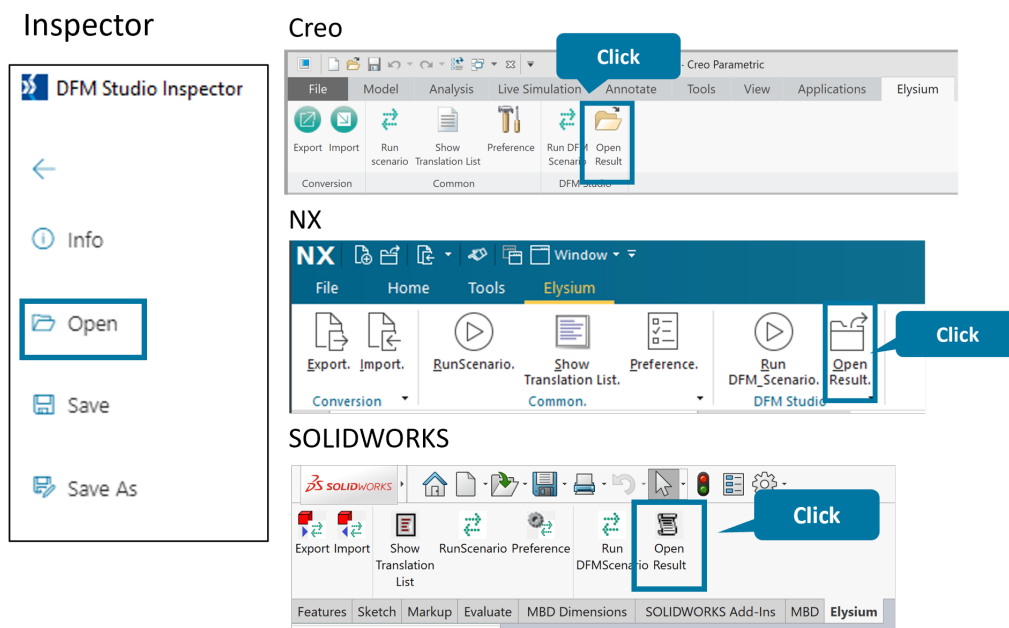 Inspector
DFM Studio Inspector
Info
Open
Save
Save As
Creo
Click
- Creo Parametric
File Model Analysis Live Simulation Annotate Tools View Applications Elysium
Export Import Run Show Preference Run DFM Open
scenario Translation List Scenario Result
Conversion Common DFM Studio
NX
NX Window
File Home Tools Elysium
Click
Export. Import. RunScenario. Show Preference. Run Open
Translation List. DFM_Scenario. Result.
Conversion Common. DFM Studio
SOLIDWORKS
SOLIDWORKS
Click
Export Import Show RunScenario Preference Run Open
Translation DFMScenario Result
List
Features Sketch Markup Evaluate MBD Dimensions SOLIDWORKS Add-Ins MBD Elysium